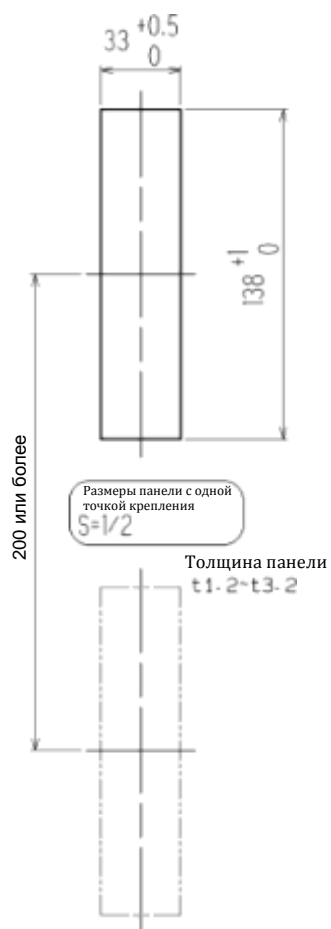 33 +0.5
0
138 +1
0
200 или более
Размеры панели с одной
точкой крепления
S=1/2
Толщина панели
t1.2~t3.2